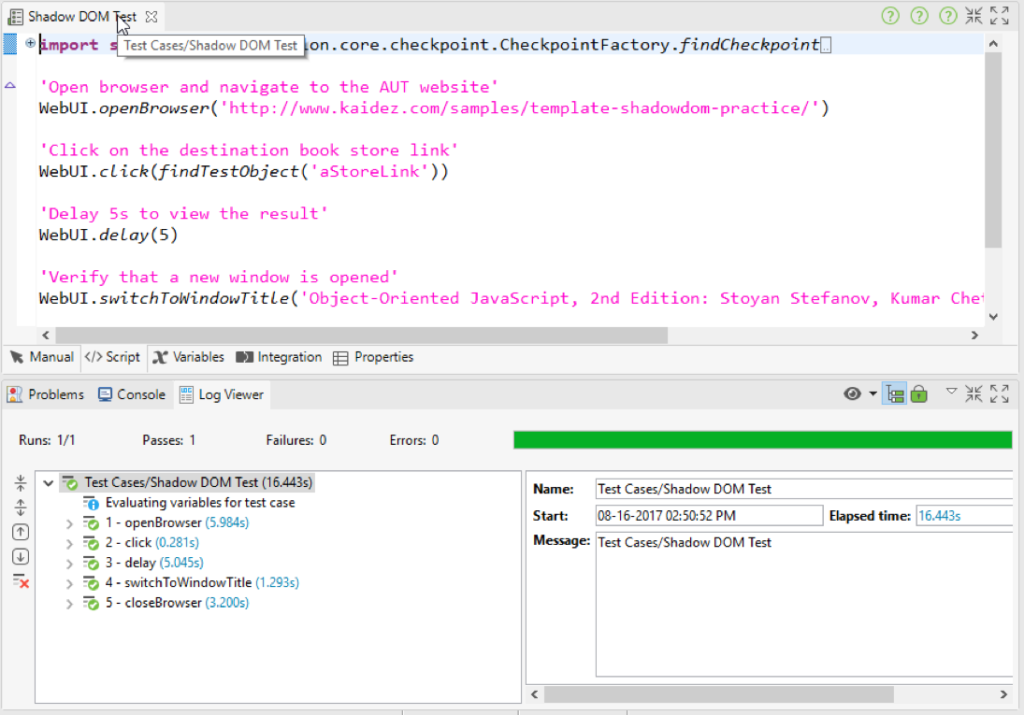 Shadow DOM Test
import s
Test Cases/Shadow DOM Test
on.core.checkpoint.CheckpointFactory.findCheckpoint
'Open browser and navigate to the AUT website'
WebUI.openBrowser('http://www.kaidez.com/samples/template-shadowdom-practice/')
'Click on the destination book store link'
WebUI.click(findTestObject('aStoreLink'))
'Delay 5s to view the result'
WebUI.delay(5)
'Verify that a new window is opened'
WebUI.switchToWindowTitle('Object-Oriented JavaScript, 2nd Edition: Stoyan Stefanov, Kumar Chet
Manual </> Script Variables Integration Properties
Problems Console Log Viewer
Runs: 1/1 Passes: 1 Failures: 0 Errors: 0
Test Cases/Shadow DOM Test (16.443s)
Evaluating variables for test case
1 - openBrowser (5.984s)
2 - click (0.281s)
3 - delay (5.045s)
4 - switchToWindowTitle (1.293s)
5 - closeBrowser (3.200s)
Name: Test Cases/Shadow DOM Test
Start: 08-16-2017 02:50:52 PM Elapsed time: 16.443s
Message: Test Cases/Shadow DOM Test